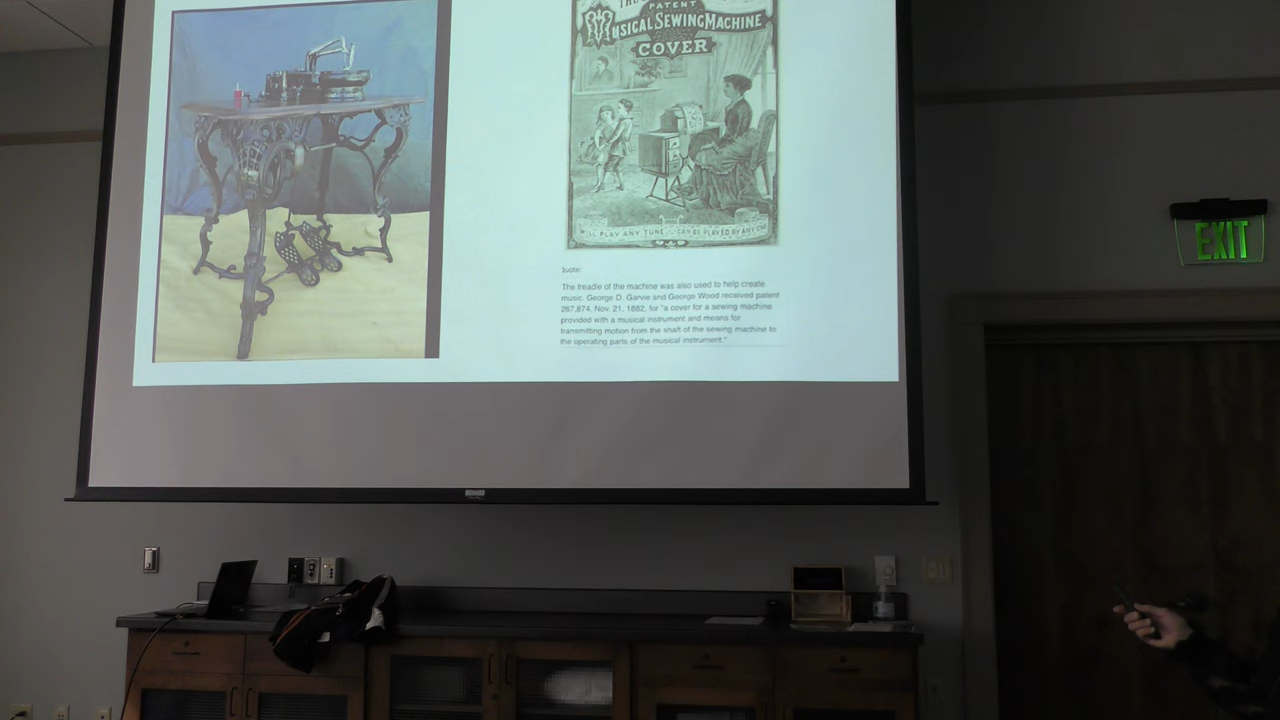 PATENT
MUSICAL SEWING MACHINE
COVER
WILL PLAY ANY TUNE CAN BE PLAYED BY ANY ONE
Quote:
The treadle of the machine was also used to help create
music. George D. Garvie and George Wood received patent
267,874, Nov. 21, 1882, for "a cover for a sewing machine
provided with a musical instrument and means for
transmitting motion from the shaft of the sewing machine to
the operating parts of the musical instrument."
EXIT